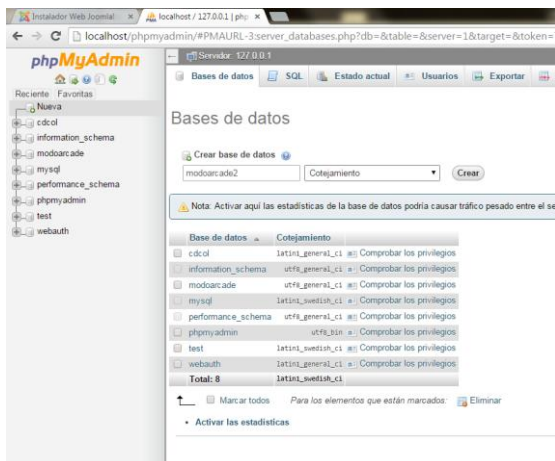 Instalador Web Joomla!
localhost / 127.0.0.1 | php
localhost/phpmyadmin/#PMAURL-3:server_databases.php?db=&table=&server=1&target=&token=
phpMyAdmin
Reciente Favoritas
Nueva
cdcol
information_schema
modoarcade
mysql
performance_schema
phpmyadmin
test
webauth
Servidor: 127.0.0.1
Bases de datos SQL Estado actual Usuarios Exportar
Bases de datos
Crear base de datos
modoarcade2 Cotejamiento Crear
Nota: Activar aquí las estadísticas de la base de datos podría causar tráfico pesado entre el se
Base de datos Cotejamiento
cdcol latin1_general_ci Comprobar los privilegios
information_schema utf8_general_ci Comprobar los privilegios
modoarcade latin1_general_ci Comprobar los privilegios
mysql latin1_swedish_ci Comprobar los privilegios
performance_schema utf8_general_ci Comprobar los privilegios
phpmyadmin utf8_bin Comprobar los privilegios
test latin1_swedish_ci Comprobar los privilegios
webauth latin1_general_ci Comprobar los privilegios
Total: 8 latin1_swedish_ci
Marcar todos Para los elementos que están marcados: Eliminar
Activar las estadísticas